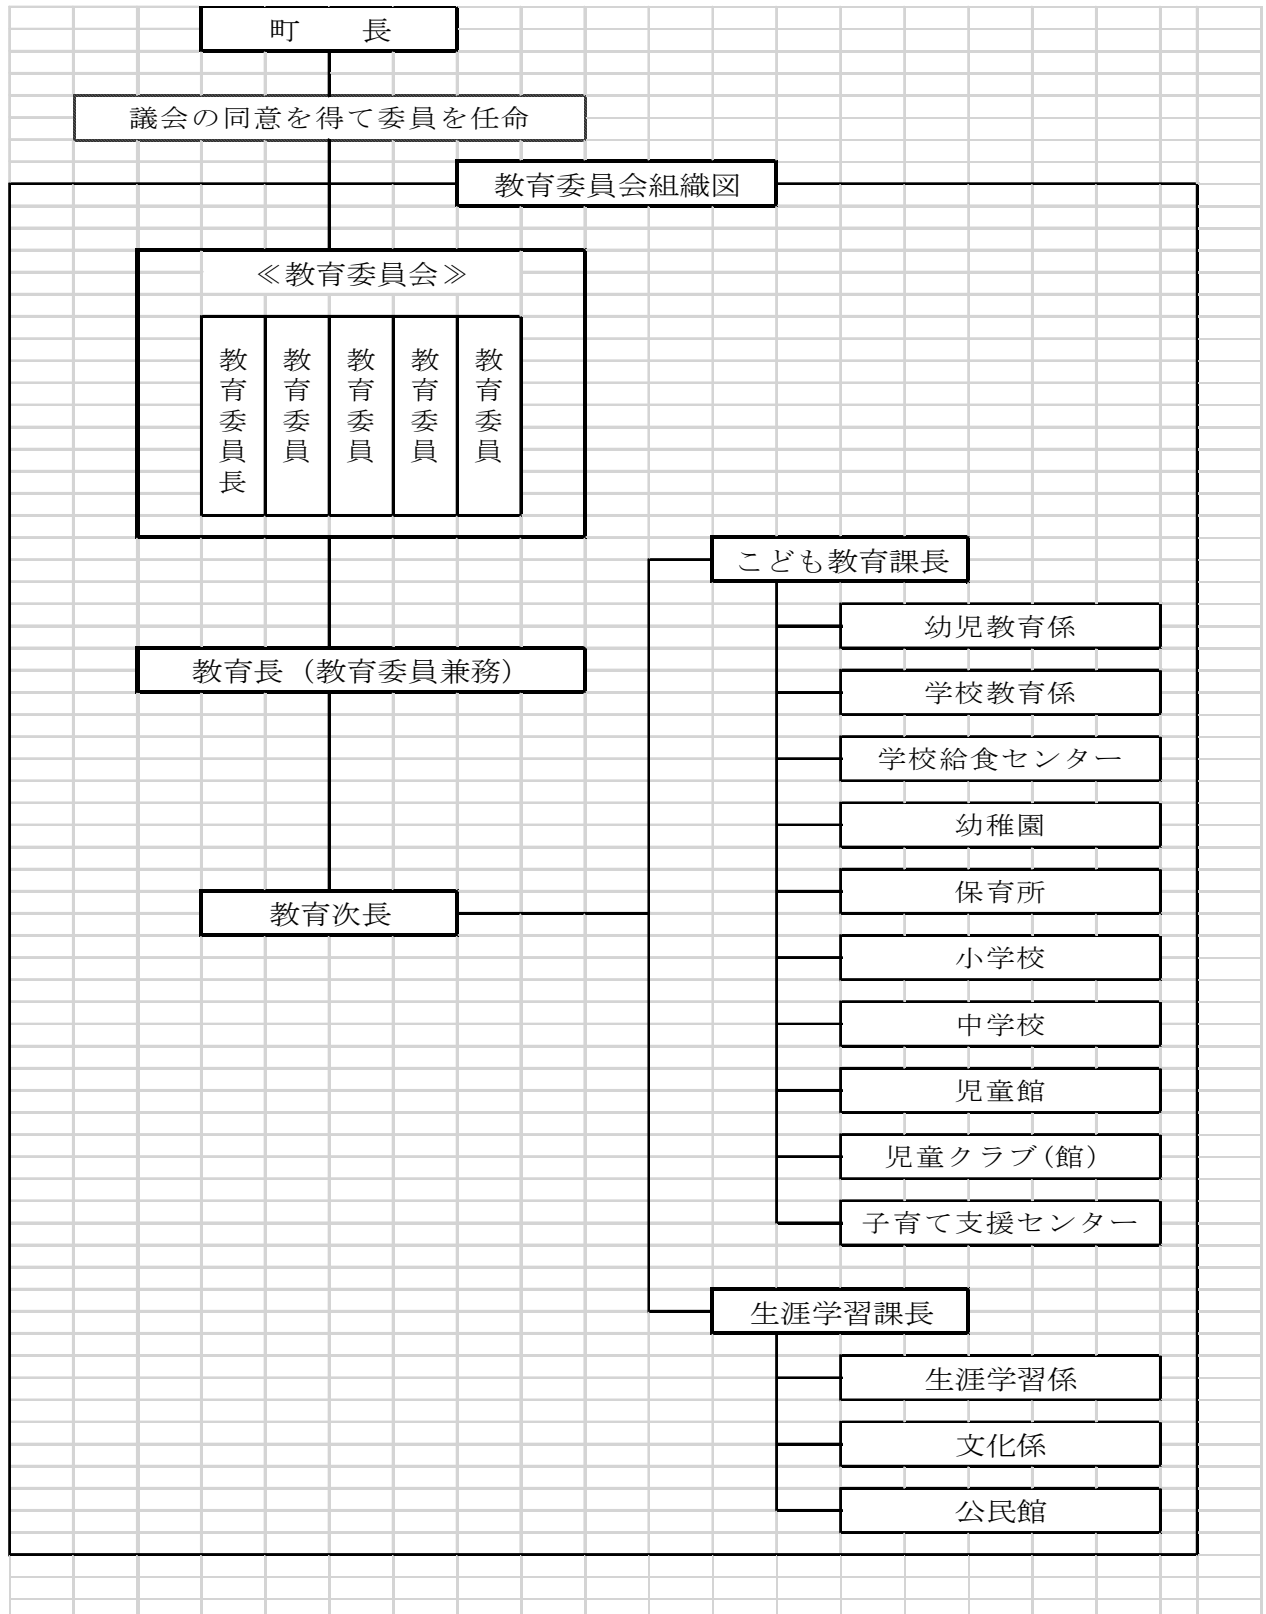 町　　長
議会の同意を得て委員を任命
教育委員会組織図
≪教育委員会≫
教育委員長
教育委員
教育委員
教育委員
教育委員
こども教育課長
幼児教育係
教育長（教育委員兼務）
学校教育係
学校給食センター
幼稚園
保育所
教育次長
小学校
中学校
児童館
児童クラブ(館)
子育て支援センター
生涯学習課長
生涯学習係
文化係
公民館